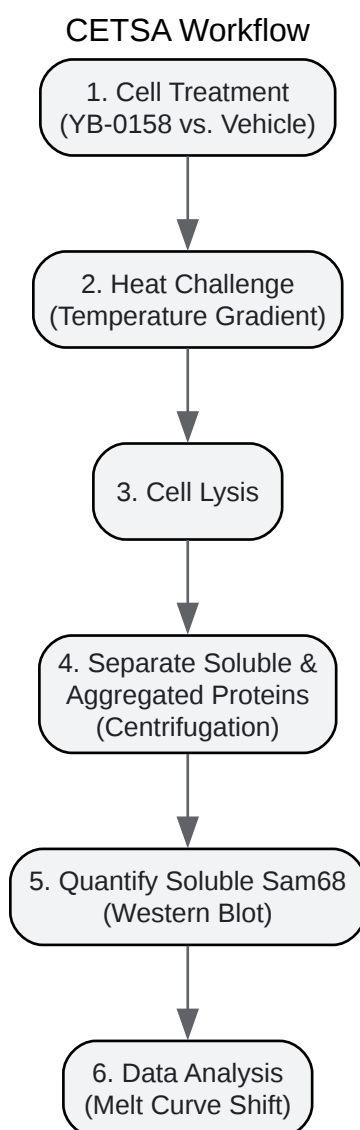 CETSA Workflow
1. Cell Treatment
(YB-0158 vs. Vehicle)
2. Heat Challenge
(Temperature Gradient)
3. Cell Lysis
4. Separate Soluble &
Aggregated Proteins
(Centrifugation)
5. Quantify Soluble Sam68
(Western Blot)
6. Data Analysis
(Melt Curve Shift)